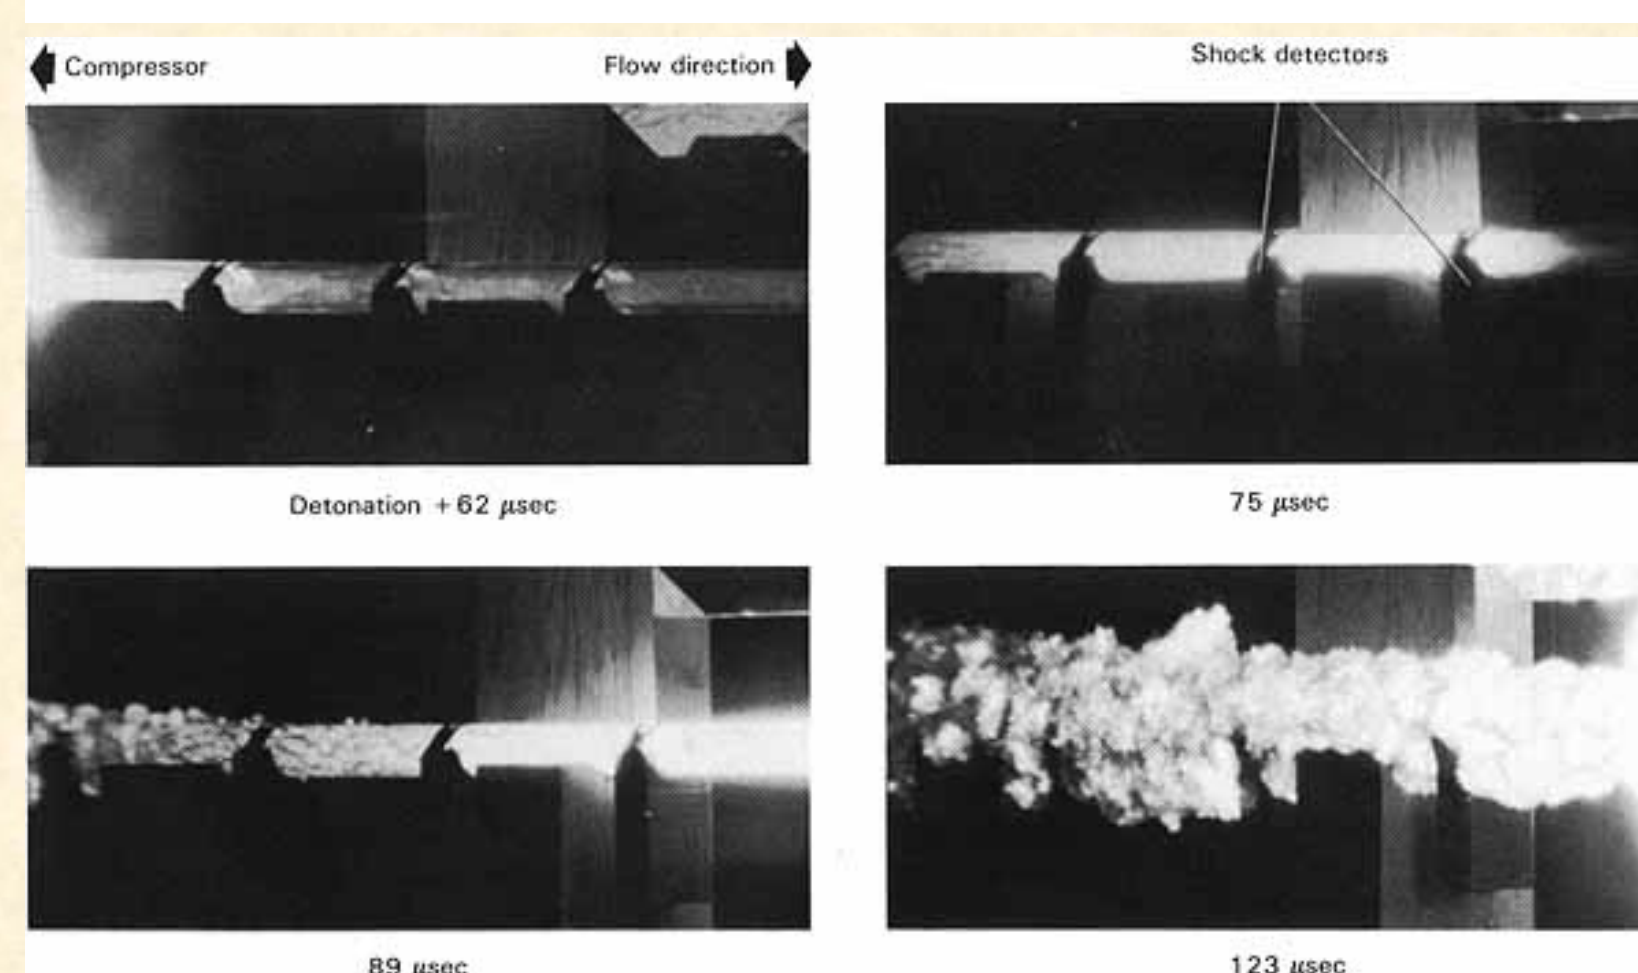 Compressor
Flow direction
Shock detectors
Detonation + 62 μsec
75 μsec
89 μsec
123 μsec